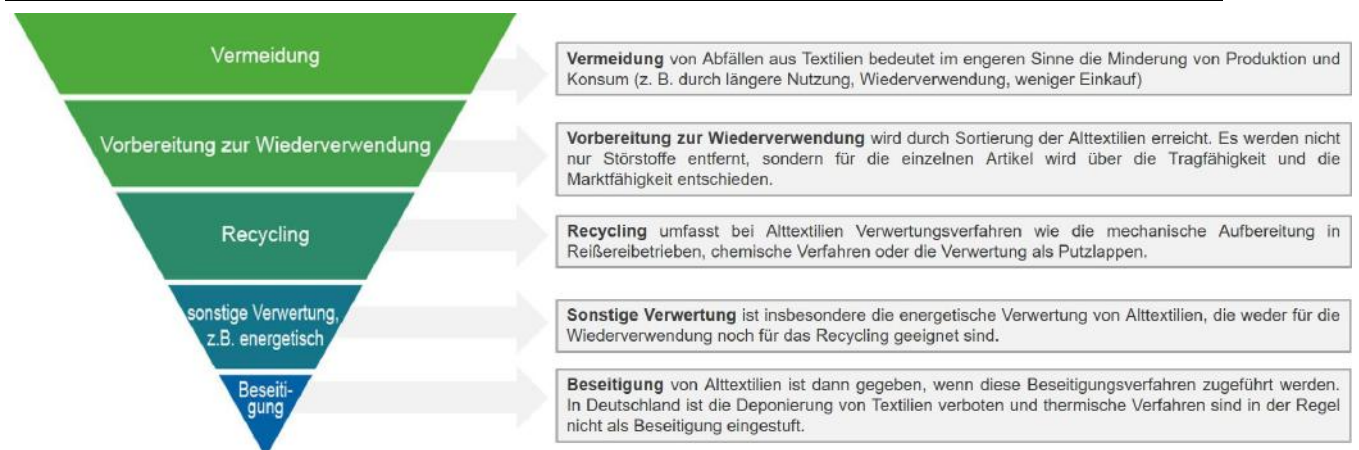 Vermeidung
Vermeidung von Abfällen aus Textilien bedeutet im engeren Sinne die Minderung von Produktion und
Konsum (z. B. durch längere Nutzung, Wiederverwendung, weniger Einkauf)
Vorbereitung zur Wiederverwendung
Vorbereitung zur Wiederverwendung wird durch Sortierung der Alttextilien erreicht. Es werden nicht
nur Störstoffe entfernt, sondern für die einzelnen Artikel wird über die Tragfähigkeit und die
Marktfähigkeit entschieden.
Recycling
Recycling umfasst bei Alttextilien Verwertungsverfahren wie die mechanische Aufbereitung in
Reißereibetrieben, chemische Verfahren oder die Verwertung als Putzlappen.
sonstige Verwertung,
z.B. energetisch
Sonstige Verwertung ist insbesondere die energetische Verwertung von Alttextilien, die weder für die
Wiederverwendung noch für das Recycling geeignet sind.
Beseiti-
gung
Beseitigung von Alttextilien ist dann gegeben, wenn diese Beseitigungsverfahren zugeführt werden.
In Deutschland ist die Deponierung von Textilien verboten und thermische Verfahren sind in der Regel
nicht als Beseitigung eingestuft.